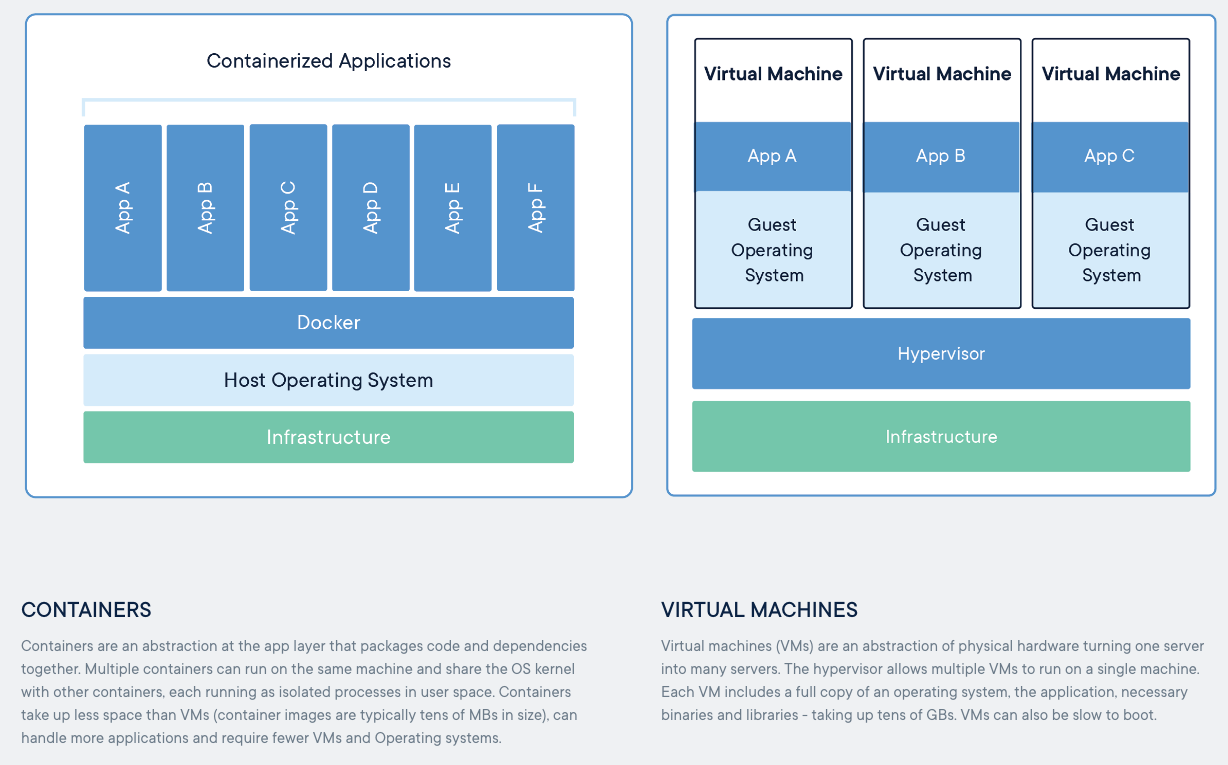 Containerized Applications
App A
App B
App C
App D
App E
App F
Docker
Host Operating System
Infrastructure
Virtual Machine
App A
Guest
Operating
System
Virtual Machine
App B
Guest
Operating
System
Virtual Machine
App C
Guest
Operating
System
Hypervisor
Infrastructure
CONTAINERS
Containers are an abstraction at the app layer that packages code and dependencies
together. Multiple containers can run on the same machine and share the OS kernel
with other containers, each running as isolated processes in user space. Containers
take up less space than VMs (container images are typically tens of MBs in size), can
handle more applications and require fewer VMs and Operating systems.
VIRTUAL MACHINES
Virtual machines (VMs) are an abstraction of physical hardware turning one server
into many servers. The hypervisor allows multiple VMs to run on a single machine.
Each VM includes a full copy of an operating system, the application, necessary
binaries and libraries - taking up tens of GBs. VMs can also be slow to boot.